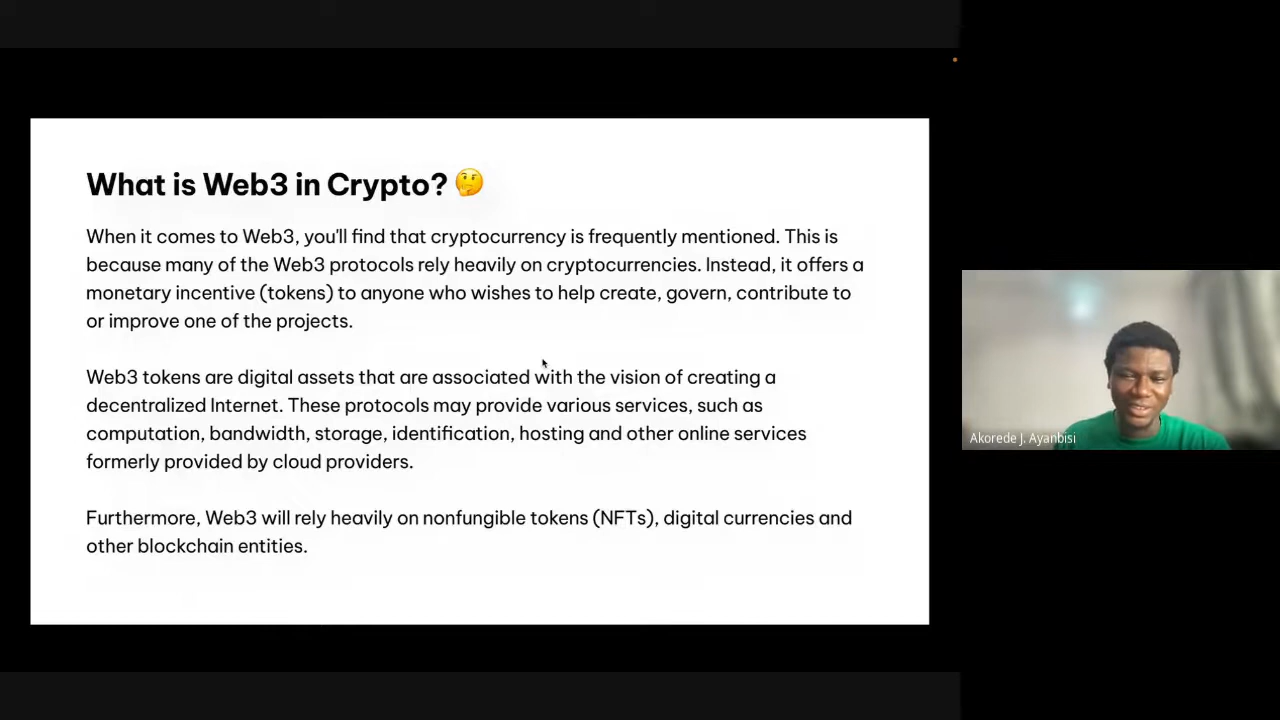 What is Web3 in Crypto? 🤔
When it comes to Web3, you'll find that cryptocurrency is frequently mentioned. This is
because many of the Web3 protocols rely heavily on cryptocurrencies. Instead, it offers a
monetary incentive (tokens) to anyone who wishes to help create, govern, contribute to
or improve one of the projects.
Web3 tokens are digital assets that are associated with the vision of creating a
decentralized Internet. These protocols may provide various services, such as
computation, bandwidth, storage, identification, hosting and other online services
formerly provided by cloud providers.
Furthermore, Web3 will rely heavily on nonfungible tokens (NFTs), digital currencies and
other blockchain entities.
Akorede J. Ayanbisi